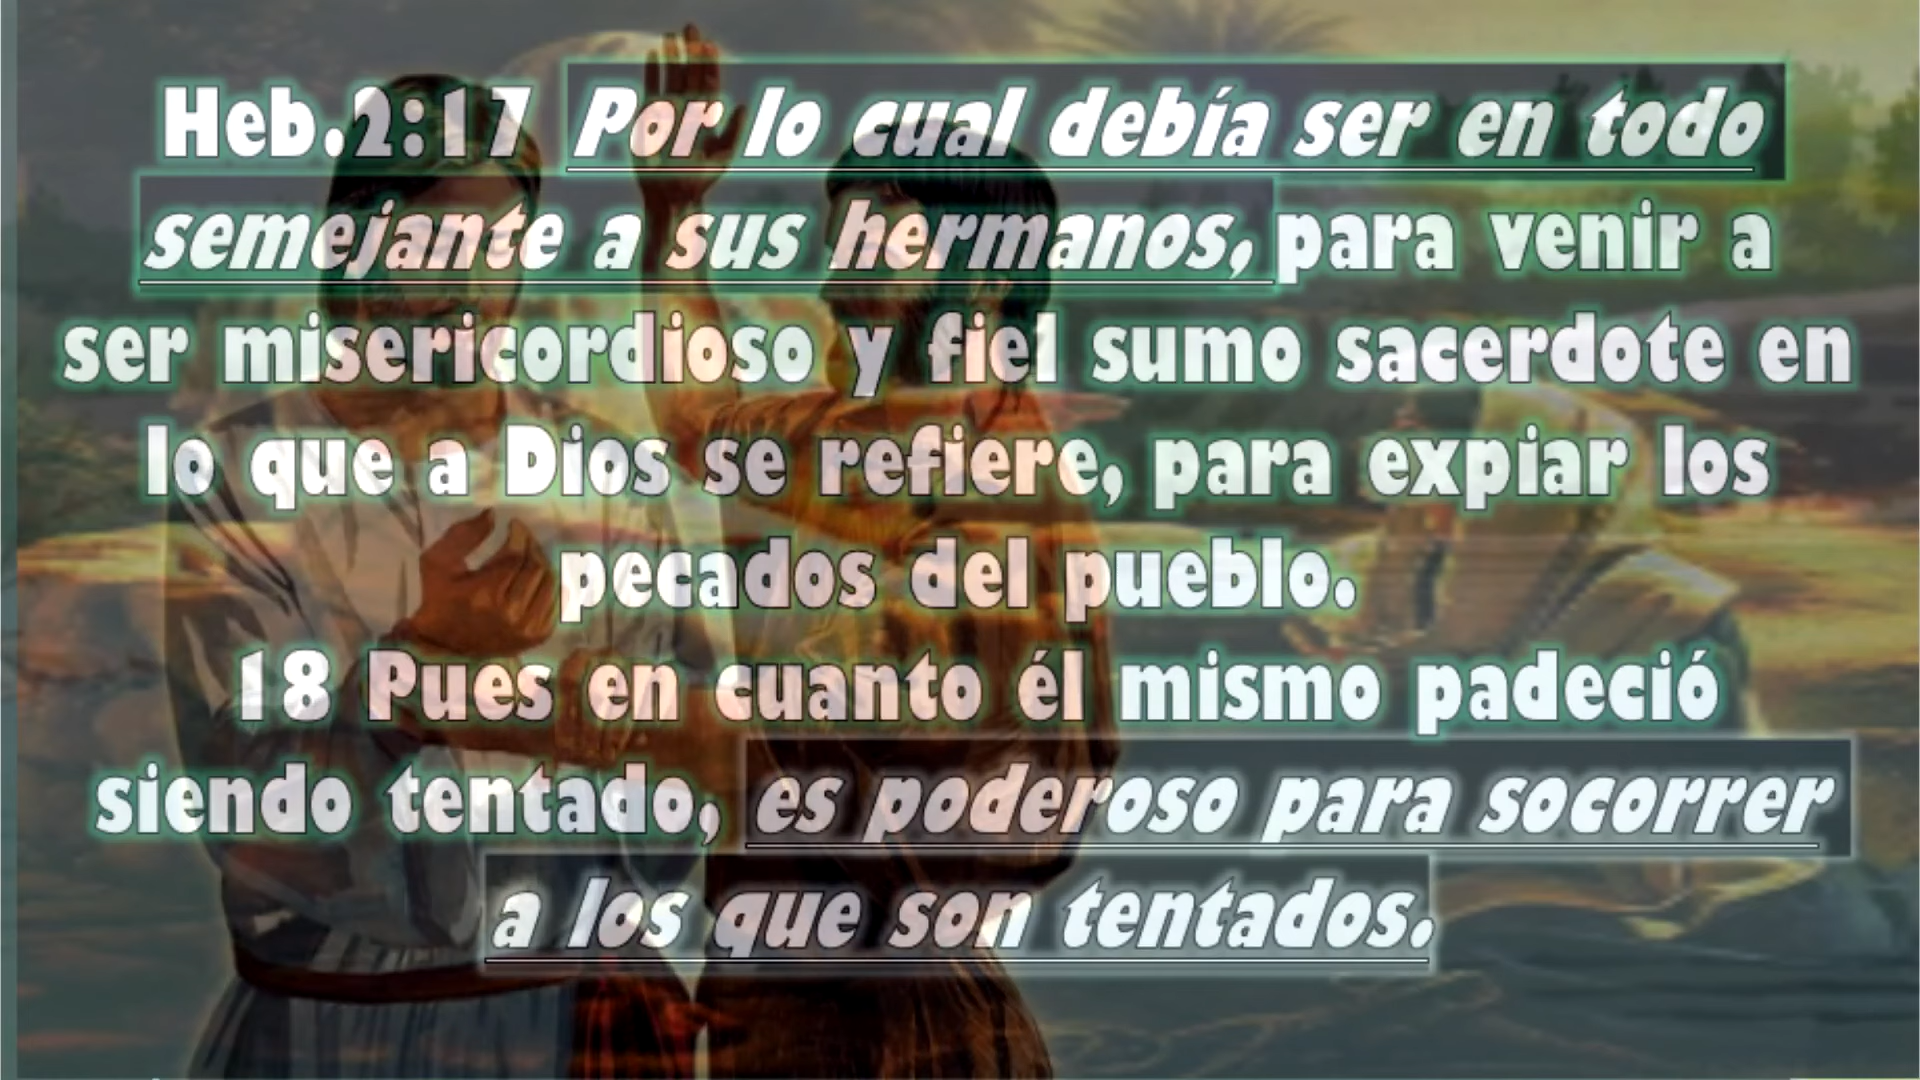 Heb.2:17 Por lo cual debía ser en todo
semejante a sus hermanos, para venir a
ser misericordioso y fiel sumo sacerdote en
lo que a Dios se refiere, para expiar los
pecados del pueblo.
18 Pues en cuanto él mismo padeció
siendo tentado, es poderoso para socorrer
a los que son tentados.